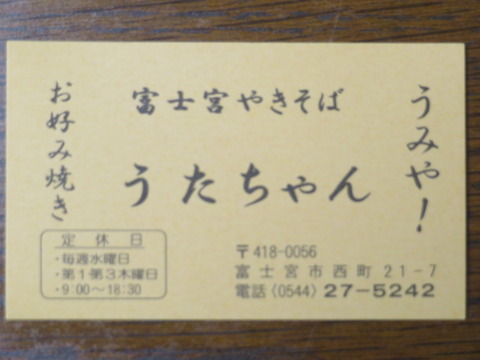 お好み焼き
富士宮やきそば
うたちゃん
うみや！
定休日
・毎週水曜日
・第1第3木曜日
・9:00〜18:30
〒418-0056
富士宮市西町21-7
電話〈0544〉27-5242